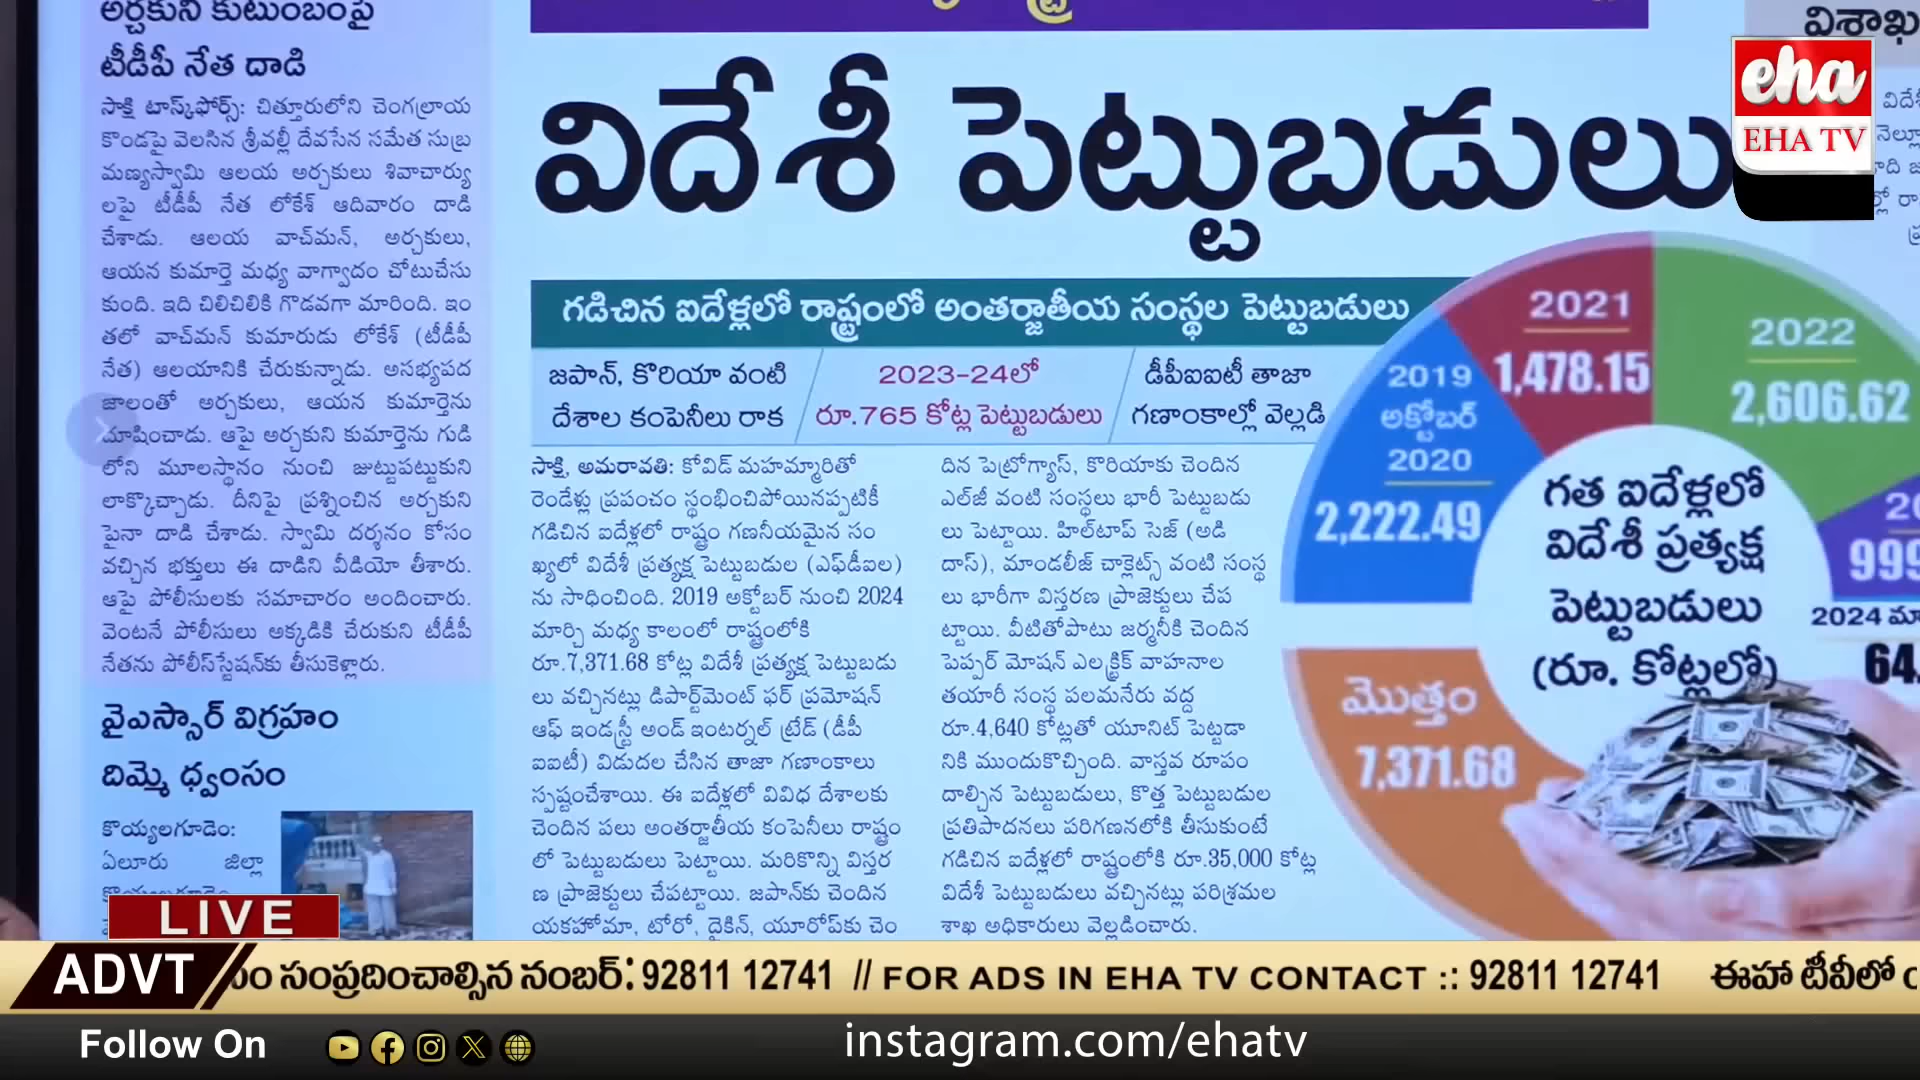 అర్చకుని కుటుంబంపై
టీడీపీ నేత దాడి
సాక్షి టాస్క్‌ఫోర్స్: చిత్తూరులోని చెంగల్రాయ
కొండపై వెలసిన శ్రీవల్లీ దేవసేన సమేత సుబ్ర
మణ్యస్వామి ఆలయ అర్చకులు శివాచార్యు
లపై టీడీపీ నేత లోకేశ్ ఆదివారం దాడి
చేశాడు. ఆలయ వాచ్‌మన్, అర్చకులు,
ఆయన కుమార్తె మధ్య వాగ్వాదం చోటుచేసు
కుంది. ఇది చిలిచిలికి గొడవగా మారింది. ఇం
తలో వాచ్‌మన్ కుమారుడు లోకేశ్ (టీడీపీ
నేత) ఆలయానికి చేరుకున్నాడు. అసభ్యపద
జాలంతో అర్చకులు, ఆయన కుమార్తెను
దూషించాడు. ఆపై అర్చకుని కుమార్తెను గుడి
లోని మూలస్థానం నుంచి జుట్టుపట్టుకుని
లాక్కొచ్చాడు. దీనిపై ప్రశ్నించిన అర్చకుని
పైనా దాడి చేశాడు. స్వామి దర్శనం కోసం
వచ్చిన భక్తులు ఈ దాడిని వీడియో తీశారు.
ఆపై పోలీసులకు సమాచారం అందించారు.
వెంటనే పోలీసులు అక్కడికి చేరుకుని టీడీపీ
నేతను పోలీస్‌స్టేషన్‌కు తీసుకెళ్లారు.
వైఎస్సార్ విగ్రహం
దిమ్మె ధ్వంసం
కొయ్యలగూడెం:
ఏలూరు జిల్లా
విదేశీ పెట్టుబడులు
గడిచిన ఐదేళ్లలో రాష్ట్రంలో అంతర్జాతీయ సంస్థల పెట్టుబడులు
జపాన్, కొరియా వంటి
దేశాల కంపెనీలు రాక
2023-24లో
రూ.765 కోట్ల పెట్టుబడులు
డీపీఐఐటీ తాజా
గణాంకాల్లో వెల్లడి
సాక్షి, అమరావతి: కోవిడ్ మహమ్మారితో
రెండేళ్లు ప్రపంచం స్థంభించిపోయినప్పటికీ
గడిచిన ఐదేళ్లలో రాష్ట్రం గణనీయమైన సం
ఖ్యలో విదేశీ ప్రత్యక్ష పెట్టుబడుల (ఎఫ్‌డీఐల)
ను సాధించింది. 2019 అక్టోబర్ నుంచి 2024
మార్చి మధ్య కాలంలో రాష్ట్రంలోకి
రూ.7,371.68 కోట్ల విదేశీ ప్రత్యక్ష పెట్టుబడు
లు వచ్చినట్లు డిపార్ట్‌మెంట్ ఫర్ ప్రమోషన్
ఆఫ్ ఇండస్ట్రీ అండ్ ఇంటర్నల్ ట్రేడ్ (డీపీ
ఐఐటీ) విడుదల చేసిన తాజా గణాంకాలు
స్పష్టంచేశాయి. ఈ ఐదేళ్లలో వివిధ దేశాలకు
చెందిన పలు అంతర్జాతీయ కంపెనీలు రాష్ట్రం
లో పెట్టుబడులు పెట్టాయి. మరికొన్ని విస్తర
ణ ప్రాజెక్టులు చేపట్టాయి. జపాన్‌కు చెందిన
యకహోమా, టోరో, డైకిన్, యూరోప్‌కు చెం
దిన పెట్రోగ్యాస్, కొరియాకు చెందిన
ఎల్‌జీ వంటి సంస్థలు భారీ పెట్టుబడు
లు పెట్టాయి. హిల్‌టాప్ సెజ్ (అడి
దాస్), మాండలీజ్ చాక్లెట్స్ వంటి సంస్థ
లు భారీగా విస్తరణ ప్రాజెక్టులు చేప
ట్టాయి. వీటితోపాటు జర్మనీకి చెందిన
పెప్పర్ మోషన్ ఎలక్ట్రిక్ వాహనాల
తయారీ సంస్థ పలమనేరు వద్ద
రూ.4,640 కోట్లతో యూనిట్ పెట్టడా
నికి ముందుకొచ్చింది. వాస్తవ రూపం
దాల్చిన పెట్టుబడులు, కొత్త పెట్టుబడుల
ప్రతిపాదనలు పరిగణనలోకి తీసుకుంటే
గడిచిన ఐదేళ్లలో రాష్ట్రంలోకి రూ.35,000 కోట్ల
విదేశీ పెట్టుబడులు వచ్చినట్లు పరిశ్రమల
శాఖ అధికారులు వెల్లడించారు.
2019
అక్టోబర్
2020
2,222.49
2021
1,478.15
2022
2,606.62
999
2024
64.
గత ఐదేళ్లలో
విదేశీ ప్రత్యక్ష
పెట్టుబడులు
(రూ. కోట్లలో)
మొత్తం
7,371.68
విశాఖ
eha
EHA TV
LIVE
ADVT
సంప్రదించాల్సిన నంబర్: 92811 12741 // FOR ADS IN EHA TV CONTACT :: 92811 12741 ఈహా టీవీలో
Follow On
instagram.com/ehatv